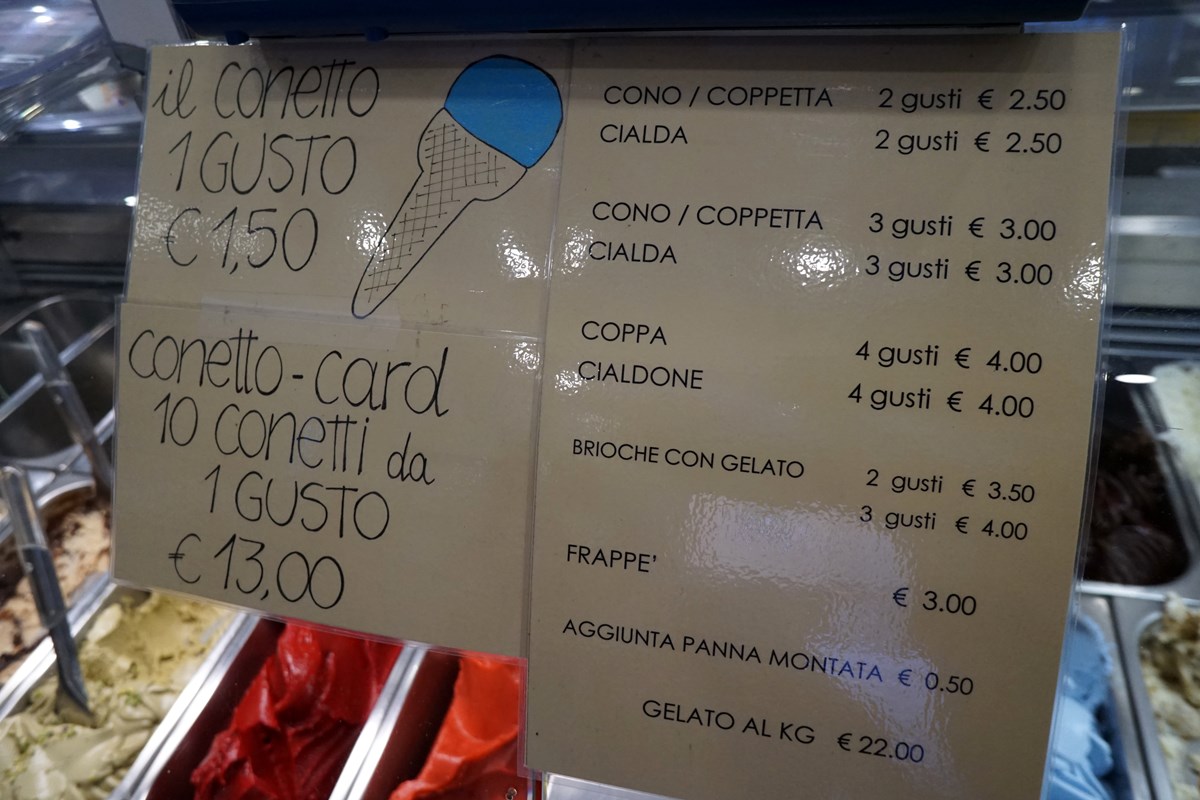 il conetto
1 GUSTO
€ 1,50
conetto-card
10 conetti da
1 GUSTO
€ 13,00
CONO / COPPETTA 2 gusti € 2.50
CIALDA 2 gusti € 2.50
CONO / COPPETTA 3 gusti € 3.00
CIALDA 3 gusti € 3.00
COPPA 4 gusti € 4.00
CIALDONE 4 gusti € 4.00
BRIOCHE CON GELATO 2 gusti € 3.50
3 gusti € 4.00
FRAPPE' € 3.00
AGGIUNTA PANNA MONTATA € 0.50
GELATO AL KG € 22.00